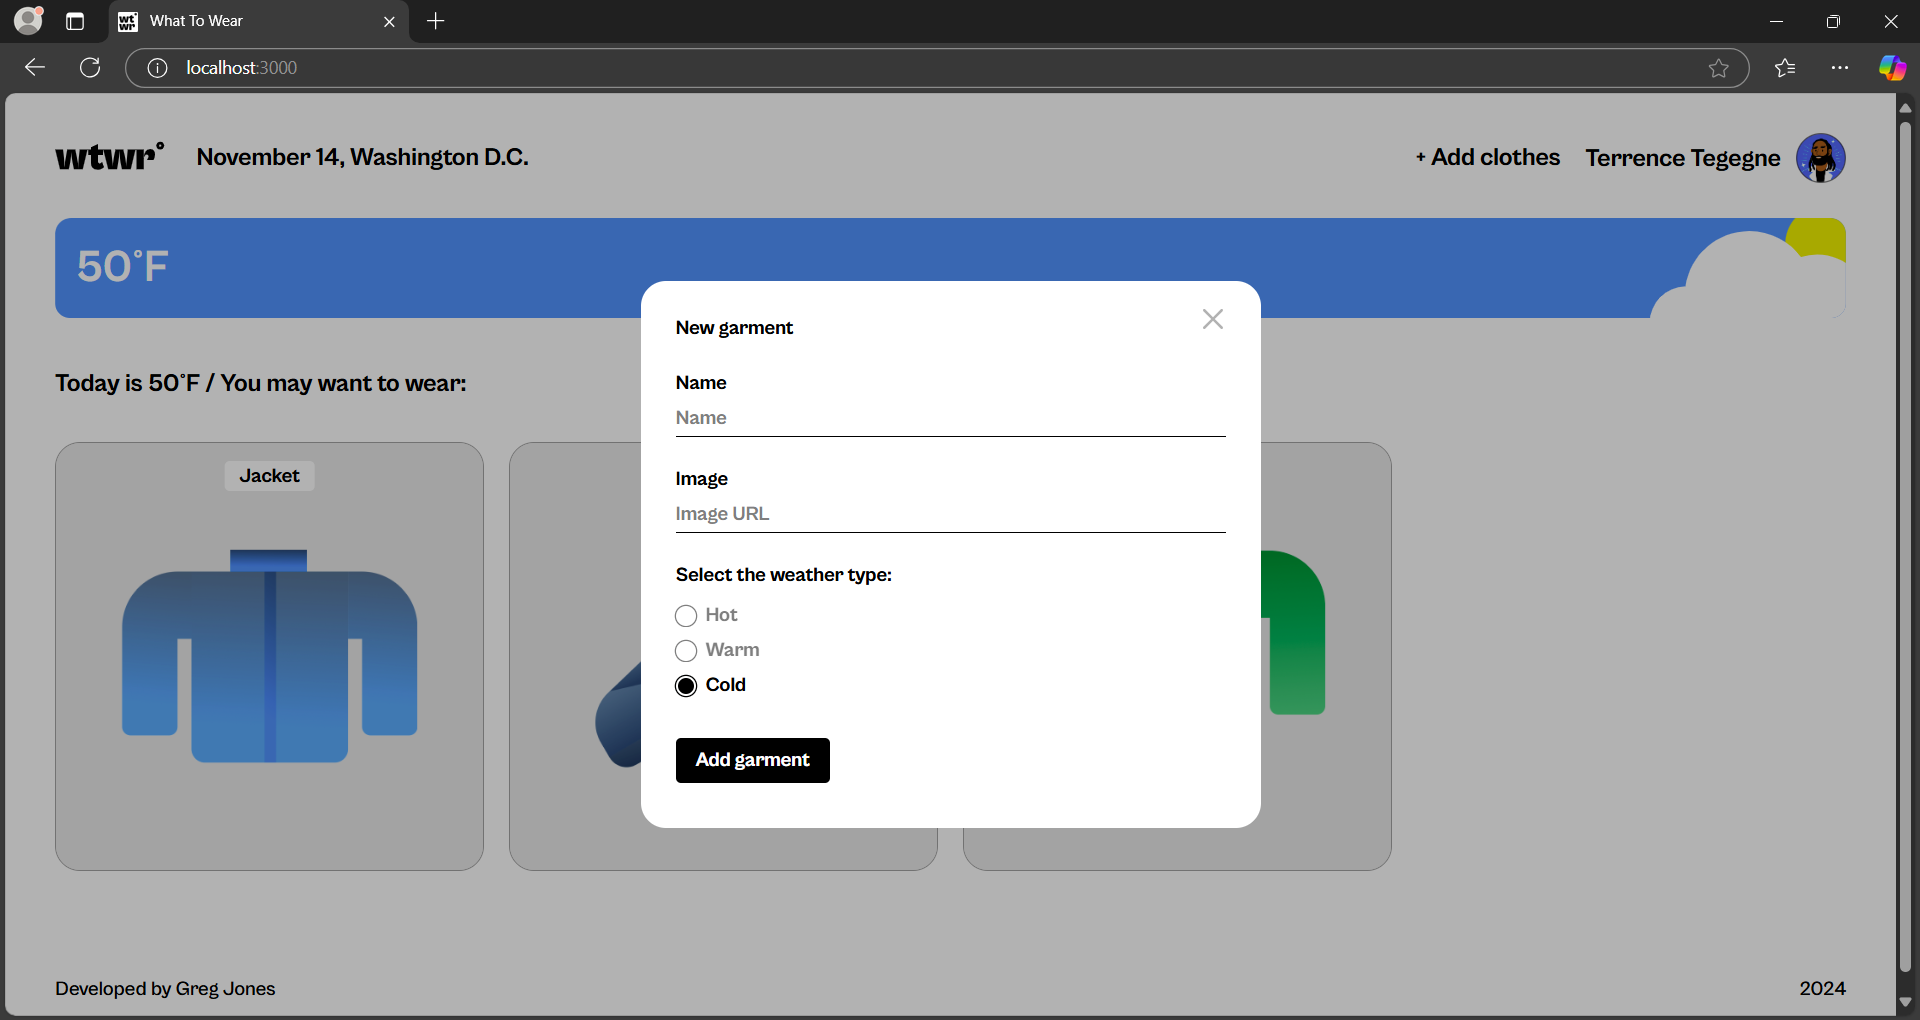 What To Wear
localhost:3000
wtwr°
November 14, Washington D.C.
+ Add clothes
Terrence Tegegne
50°F
Today is 50°F / You may want to wear:
Jacket
New garment
Name
Name
Image
Image URL
Select the weather type:
Hot
Warm
Cold
Add garment
Developed by Greg Jones
2024